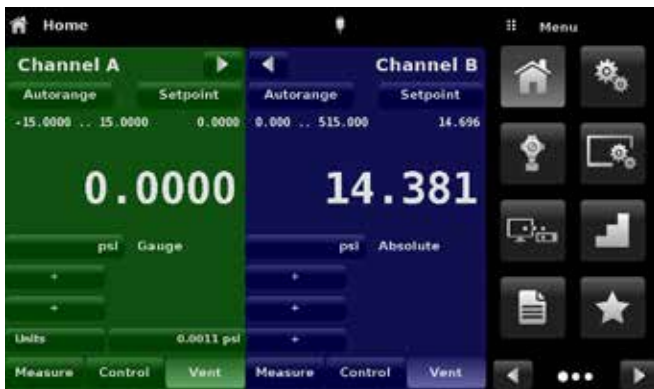 Home
Menu
Channel A
Channel B
Autorange Setpoint
Autorange Setpoint
-15.0000 .. 15.0000 0.0000
0.000 .. 515.000 14.696
0.0000
14.381
psi Gauge
psi Absolute
+
+
+
+
Units 0.0011 psi
+
Measure Control Vent
Measure Control Vent